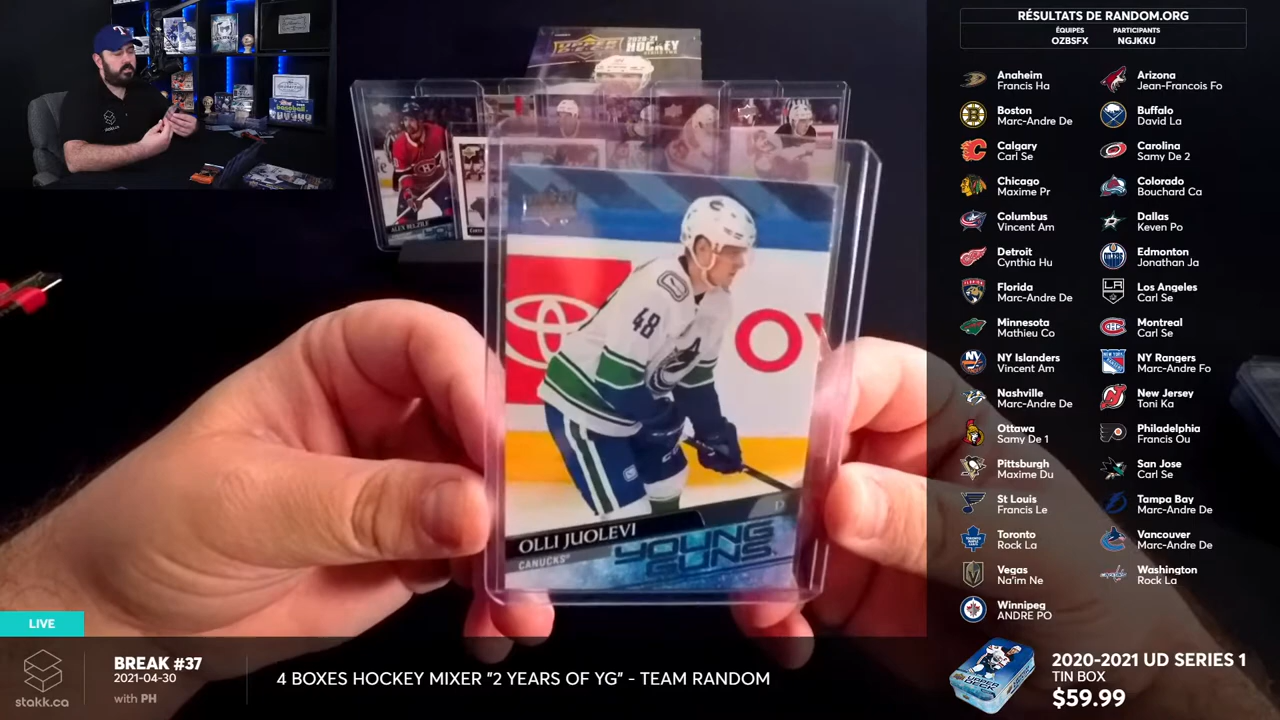 RÉSULTATS DE RANDOM.ORG
ÉQUIPES
OZBSFX
PARTICIPANTS
NGJKKU
Anaheim
Francis Ha
Arizona
Jean-Francois Fo
Boston
Marc-Andre De
Buffalo
David La
Calgary
Carl Se
Carolina
Samy De 2
Chicago
Maxime Pr
Colorado
Bouchard Ca
Columbus
Vincent Am
Dallas
Keven Po
Detroit
Cynthia Hu
Edmonton
Jonathan Ja
Florida
Marc-Andre De
Los Angeles
Carl Se
Minnesota
Mathieu Co
Montreal
Carl Se
NY Islanders
Vincent Am
NY Rangers
Marc-Andre Fo
Nashville
Marc-Andre De
New Jersey
Toni Ka
Ottawa
Samy De 1
Philadelphia
Francis Ou
Pittsburgh
Maxime Du
San Jose
Carl Se
St Louis
Francis Le
Tampa Bay
Marc-Andre De
Toronto
Rock La
Vancouver
Marc-Andre De
Vegas
Na'im Ne
Washington
Rock La
Winnipeg
ANDRE PO
2020-21
HOCKEY
ALEX BELZILE
48
OLLI JUOLEVI
D
CANUCKS
YOUNG
GUNS
LIVE
stakk.ca
BREAK #37
2021-04-30
with PH
4 BOXES HOCKEY MIXER "2 YEARS OF YG" - TEAM RANDOM
2020-2021 UD SERIES 1
TIN BOX
$59.99